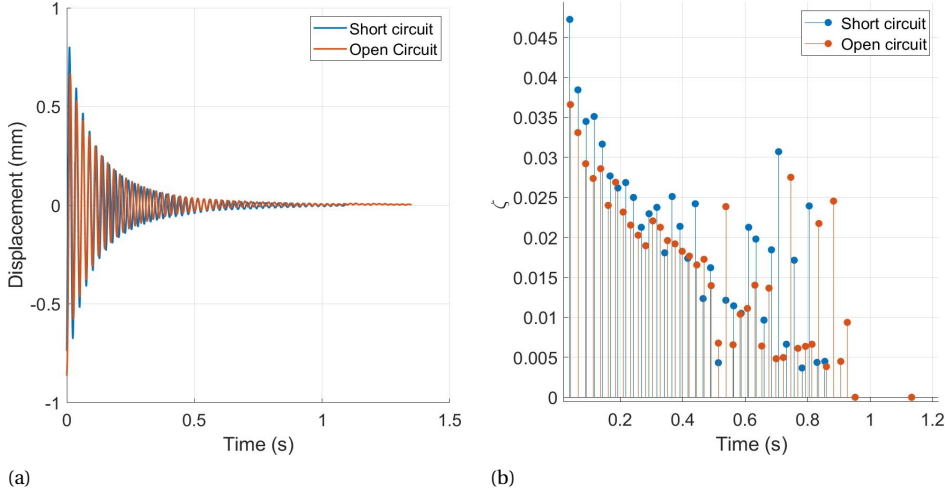 Short circuit
Open Circuit
1
0.5
0
-0.5
-1
Displacement (mm)
0
0.5
1
1.5
Time (s)
(a)
Short circuit
Open circuit
0.045
0.04
0.035
0.03
0.025
0.02
0.015
0.01
0.005
0
ζ
0.2
0.4
0.6
0.8
1
1.2
Time (s)
(b)